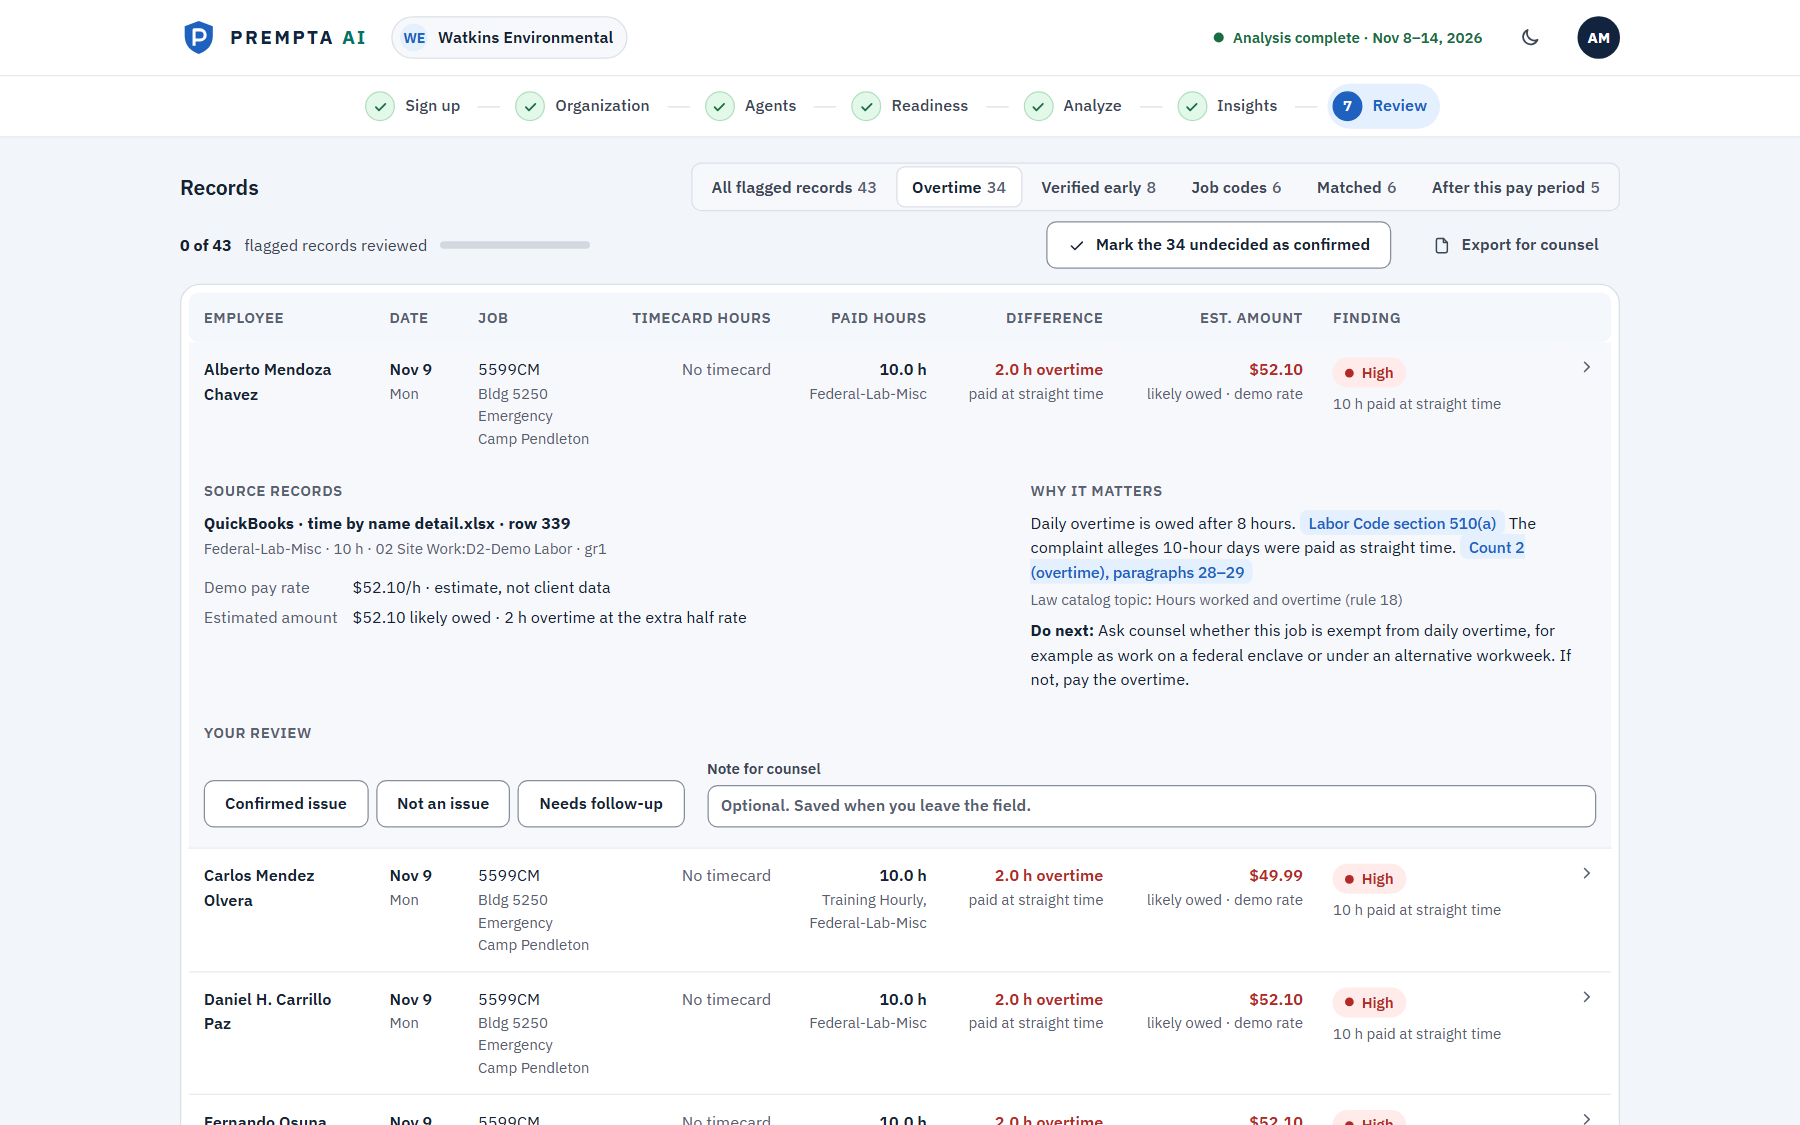 PREMPTA AI
WE Watkins Environmental
Analysis complete · Nov 8–14, 2026
AM
Sign up
Organization
Agents
Readiness
Analyze
Insights
7 Review
Records
All flagged records 43
Overtime 34
Verified early 8
Job codes 6
Matched 6
After this pay period 5
0 of 43 flagged records reviewed
Mark the 34 undecided as confirmed
Export for counsel
EMPLOYEE DATE JOB TIMECARD HOURS PAID HOURS DIFFERENCE EST. AMOUNT FINDING
Alberto Mendoza Nov 9 5599CM No timecard 10.0 h 2.0 h overtime $52.10 High
Chavez Mon Bldg 5250 Federal-Lab-Misc paid at straight time likely owed · demo rate 10 h paid at straight time
Emergency
Camp Pendleton
SOURCE RECORDS
QuickBooks · time by name detail.xlsx · row 339
Federal-Lab-Misc · 10 h · 02 Site Work:D2-Demo Labor · gr1
Demo pay rate $52.10/h · estimate, not client data
Estimated amount $52.10 likely owed · 2 h overtime at the extra half rate
WHY IT MATTERS
Daily overtime is owed after 8 hours. Labor Code section 510(a) The
complaint alleges 10-hour days were paid as straight time. Count 2
(overtime), paragraphs 28–29
Law catalog topic: Hours worked and overtime (rule 18)
Do next: Ask counsel whether this job is exempt from daily overtime, for
example as work on a federal enclave or under an alternative workweek. If
not, pay the overtime.
YOUR REVIEW
Confirmed issue
Not an issue
Needs follow-up
Note for counsel
Optional. Saved when you leave the field.
Carlos Mendez Nov 9 5599CM No timecard 10.0 h 2.0 h overtime $49.99 High
Olvera Mon Bldg 5250 Training Hourly, paid at straight time likely owed · demo rate 10 h paid at straight time
Emergency Federal-Lab-Misc
Camp Pendleton
Daniel H. Carrillo Nov 9 5599CM No timecard 10.0 h 2.0 h overtime $52.10 High
Paz Mon Bldg 5250 Federal-Lab-Misc paid at straight time likely owed · demo rate 10 h paid at straight time
Emergency
Camp Pendleton
Fernando Osuna Nov 9 5599CM No timecard 10.0 h 2.0 h overtime $52.10 High